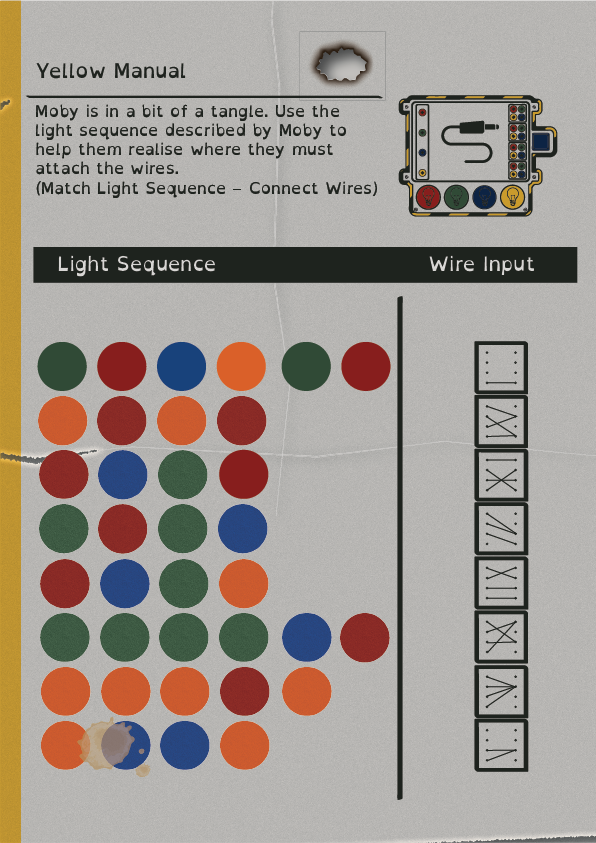 Yellow Manual
Moby is in a bit of a tangle. Use the
light sequence described by Moby to
help them realise where they must
attach the wires.
(Match Light Sequence – Connect Wires)
Light Sequence
Wire Input